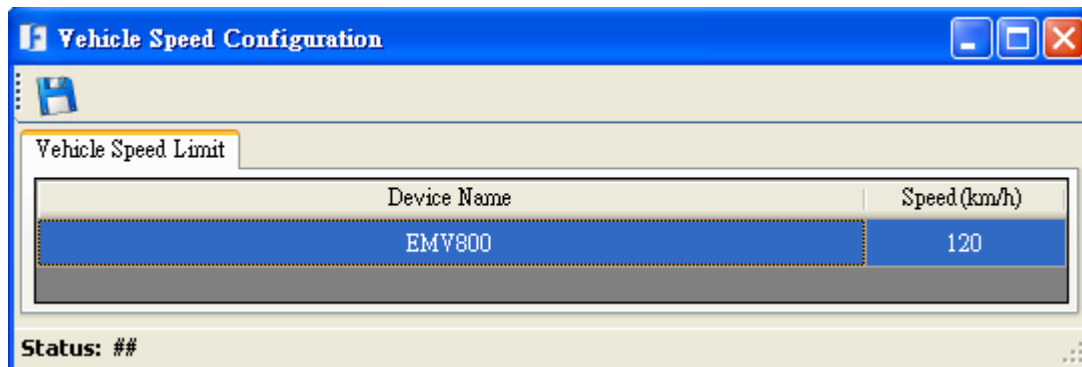 Vehicle Speed Configuration
Vehicle Speed Limit
Device Name Speed (km/h)
EMV800 120
Status: ##